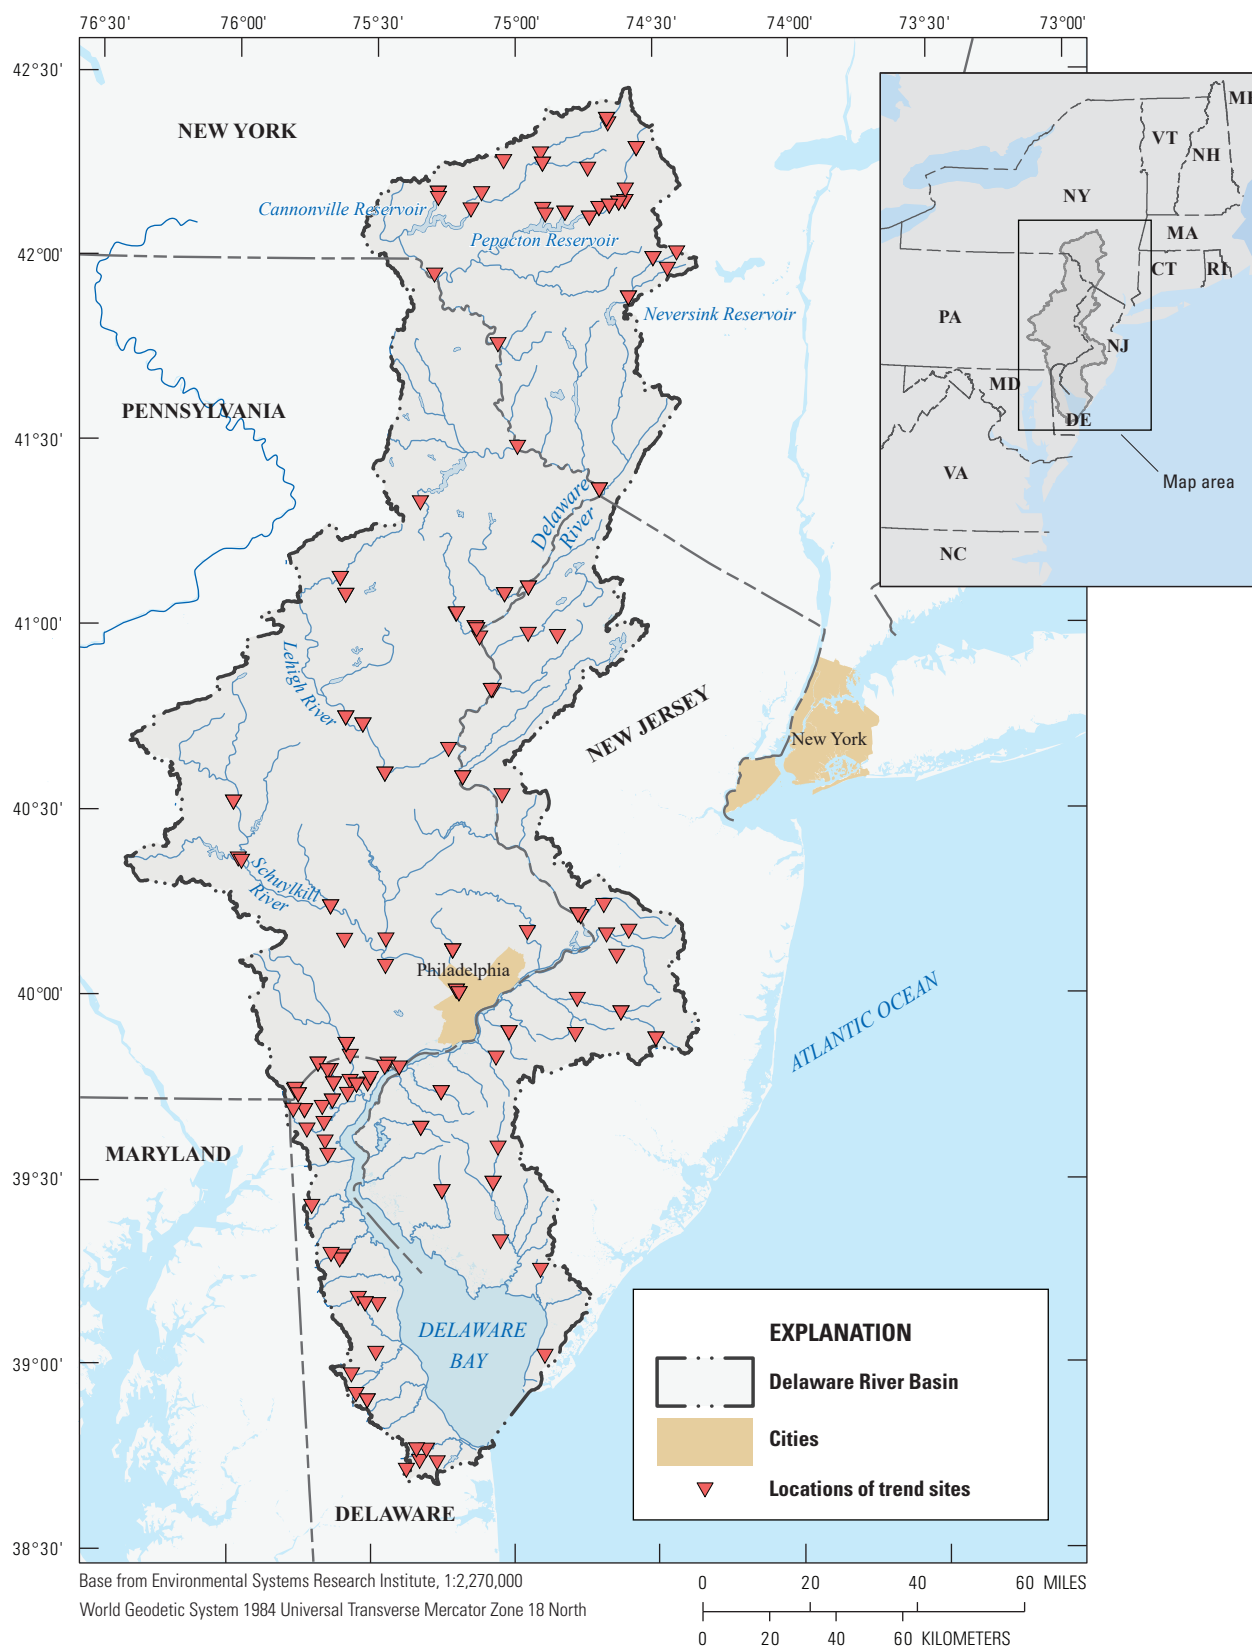 76°30' 76°00' 75°30' 75°00' 74°30' 74°00' 73°30' 73°00'
42°30'
42°00'
41°30'
41°00'
40°30'
40°00'
39°30'
39°00'
38°30'
NEW YORK
Cannonville Reservoir
Pepacton Reservoir
Neversink Reservoir
PENNSYLVANIA
Delaware
River
Lehigh River
NEW JERSEY
New York
Schuylkill
River
Philadelphia
ATLANTIC OCEAN
MARYLAND
DELAWARE
BAY
DELAWARE
ME
VT
NH
NY
MA
CT
RI
PA
NJ
MD
DE
VA
NC
Map area
EXPLANATION
Delaware River Basin
Cities
Locations of trend sites
Base from Environmental Systems Research Institute, 1:2,270,000
World Geodetic System 1984 Universal Transverse Mercator Zone 18 North
0 20 40 60 MILES
0 20 40 60 KILOMETERS